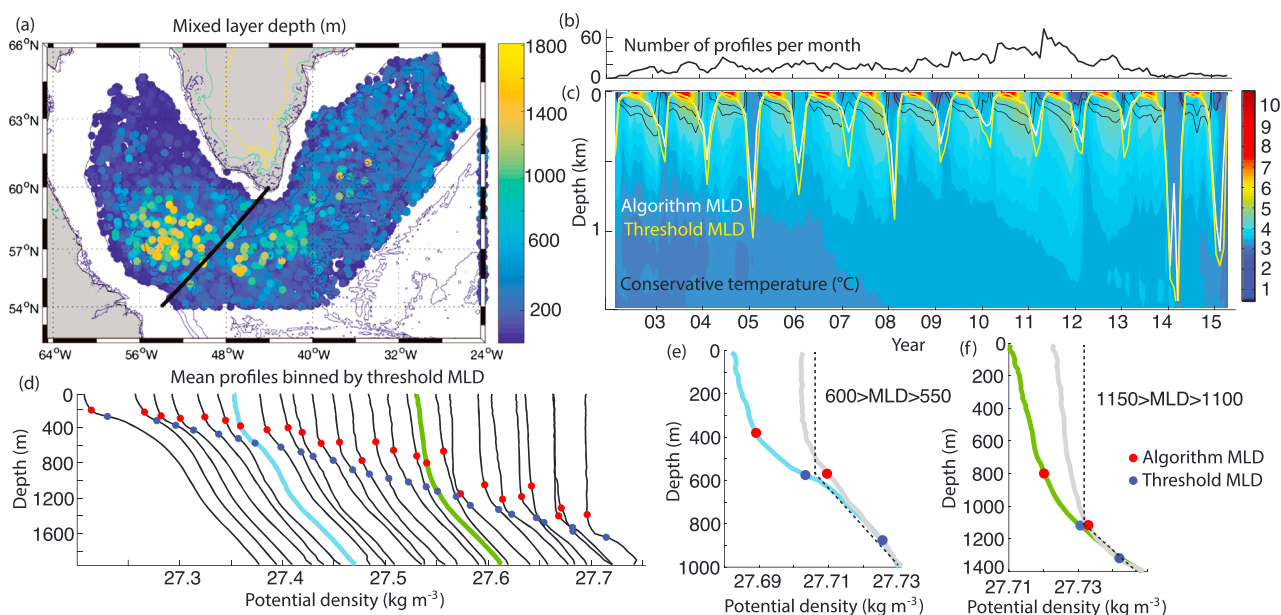 (a)
Mixed layer depth (m)
66°N
63°N
60°N
57°N
54°N
64°W
56°W
48°W
40°W
32°W
24°W
1800
1400
1000
600
200
(b)
60
0
Number of profiles per month
(c)
0
1
Depth (km)
Algorithm MLD
Threshold MLD
Conservative temperature (°C)
03 04 05 06 07 08 09 10 11 12 13 14 15
Year
10
9
8
7
6
5
4
3
2
1
(d)
Mean profiles binned by threshold MLD
0
400
800
1200
1600
Depth (m)
27.3 27.4 27.5 27.6 27.7
Potential density (kg m-3)
(e)
0
200
400
600
800
1000
Depth (m)
600>MLD>550
27.69 27.71 27.73
Potential density (kg m-3)
(f)
0
200
400
600
800
1000
1200
1400
Depth (m)
1150>MLD>1100
Algorithm MLD
Threshold MLD
27.71 27.73
Potential density (kg m-3)